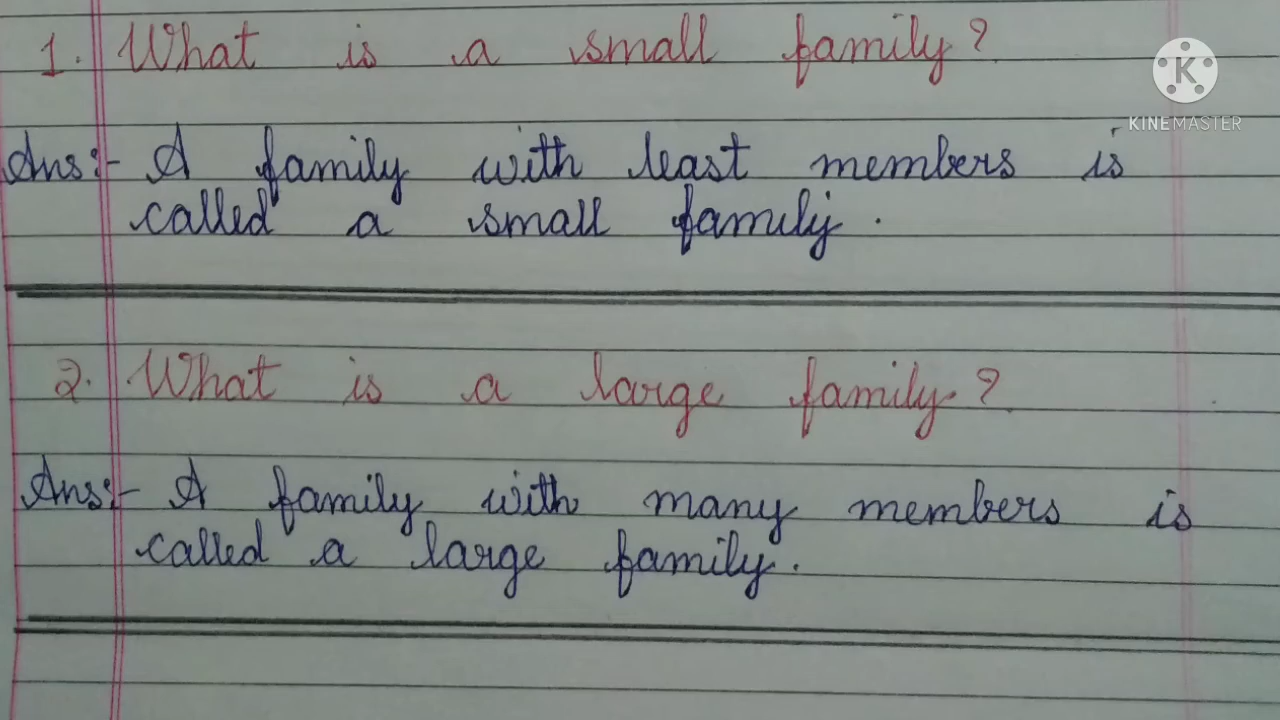 1. What is a small family?
KINEMASTER
Ans:- A family with least members is
called a small family.
2. What is a large family.?
Ans:- A family with many members is
called a large family.